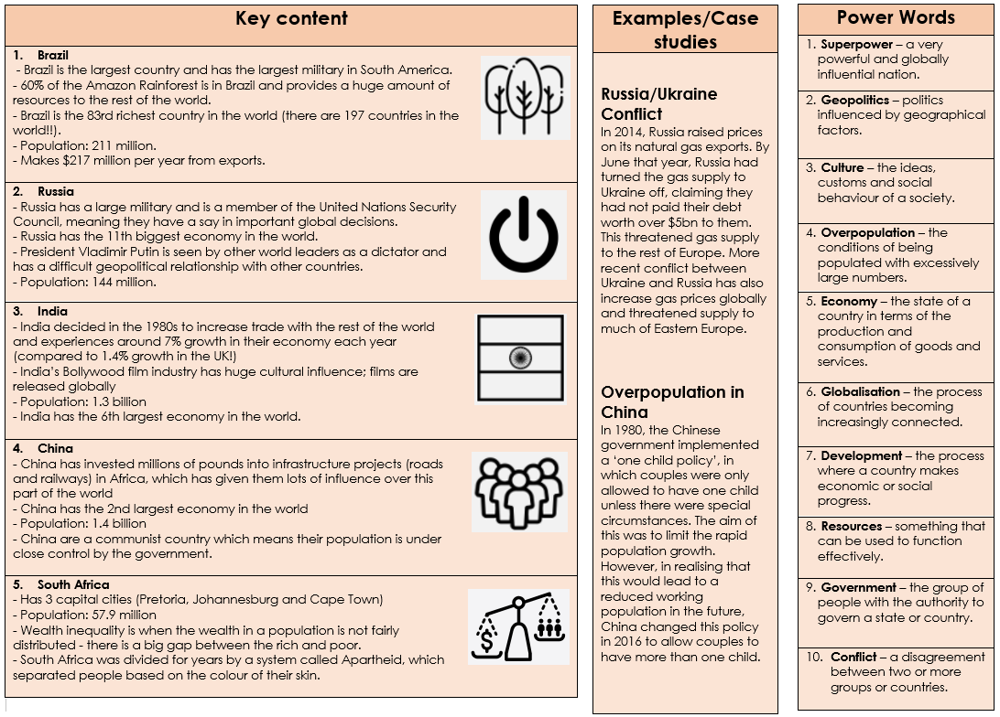 Key content
1. Brazil
- Brazil is the largest country and has the largest military in South America.
- 60% of the Amazon Rainforest is in Brazil and provides a huge amount of
resources to the rest of the world.
- Brazil is the 83rd richest country in the world (there are 197 countries in the
world!!).
- Population: 211 million.
- Makes $217 million per year from exports.
2. Russia
- Russia has a large military and is a member of the United Nations Security
Council, meaning they have a say in important global decisions.
- Russia has the 11th biggest economy in the world.
- President Vladimir Putin is seen by other world leaders as a dictator and
has a difficult geopolitical relationship with other countries.
- Population: 144 million.
3. India
- India decided in the 1980s to increase trade with the rest of the world
and experiences around 7% growth in their economy each year
(compared to 1.4% growth in the UK!)
- India's Bollywood film industry has huge cultural influence; films are
released globally
- Population: 1.3 billion
- India has the 6th largest economy in the world.
4. China
- China has invested millions of pounds into infrastructure projects (roads
and railways) in Africa, which has given them lots of influence over this
part of the world
- China has the 2nd largest economy in the world
- Population: 1.4 billion
- China are a communist country which means their population is under
close control by the government.
5. South Africa
- Has 3 capital cities (Pretoria, Johannesburg and Cape Town)
- Population: 57.9 million
- Wealth inequality is when the wealth in a population is not fairly
distributed - there is a big gap between the rich and poor.
- South Africa was divided for years by a system called Apartheid, which
separated people based on the colour of their skin.
$
Examples/Case
studies
Russia/Ukraine
Conflict
In 2014, Russia raised prices
on its natural gas exports. By
June that year, Russia had
turned the gas supply to
Ukraine off, claiming they
had not paid their debt
worth over $5bn to them.
This threatened gas supply
to the rest of Europe. More
recent conflict between
Ukraine and Russia has also
increase gas prices globally
and threatened supply to
much of Eastern Europe.
Overpopulation in
China
In 1980, the Chinese
government implemented
a 'one child policy', in
which couples were only
allowed to have one child
unless there were special
circumstances. The aim of
this was to limit the rapid
population growth.
However, in realising that
this would lead to a
reduced working
population in the future,
China changed this policy
in 2016 to allow couples to
have more than one child.
Power Words
1. Superpower – a very
powerful and globally
influential nation.
2. Geopolitics – politics
influenced by geographical
factors.
3. Culture – the ideas,
customs and social
behaviour of a society.
4. Overpopulation – the
conditions of being
populated with excessively
large numbers.
5. Economy – the state of a
country in terms of the
production and
consumption of goods and
services.
6. Globalisation – the process
of countries becoming
increasingly connected.
7. Development – the process
where a country makes
economic or social
progress.
8. Resources – something that
can be used to function
effectively.
9. Government – the group of
people with the authority to
govern a state or country.
10. Conflict – a disagreement
between two or more
groups or countries.